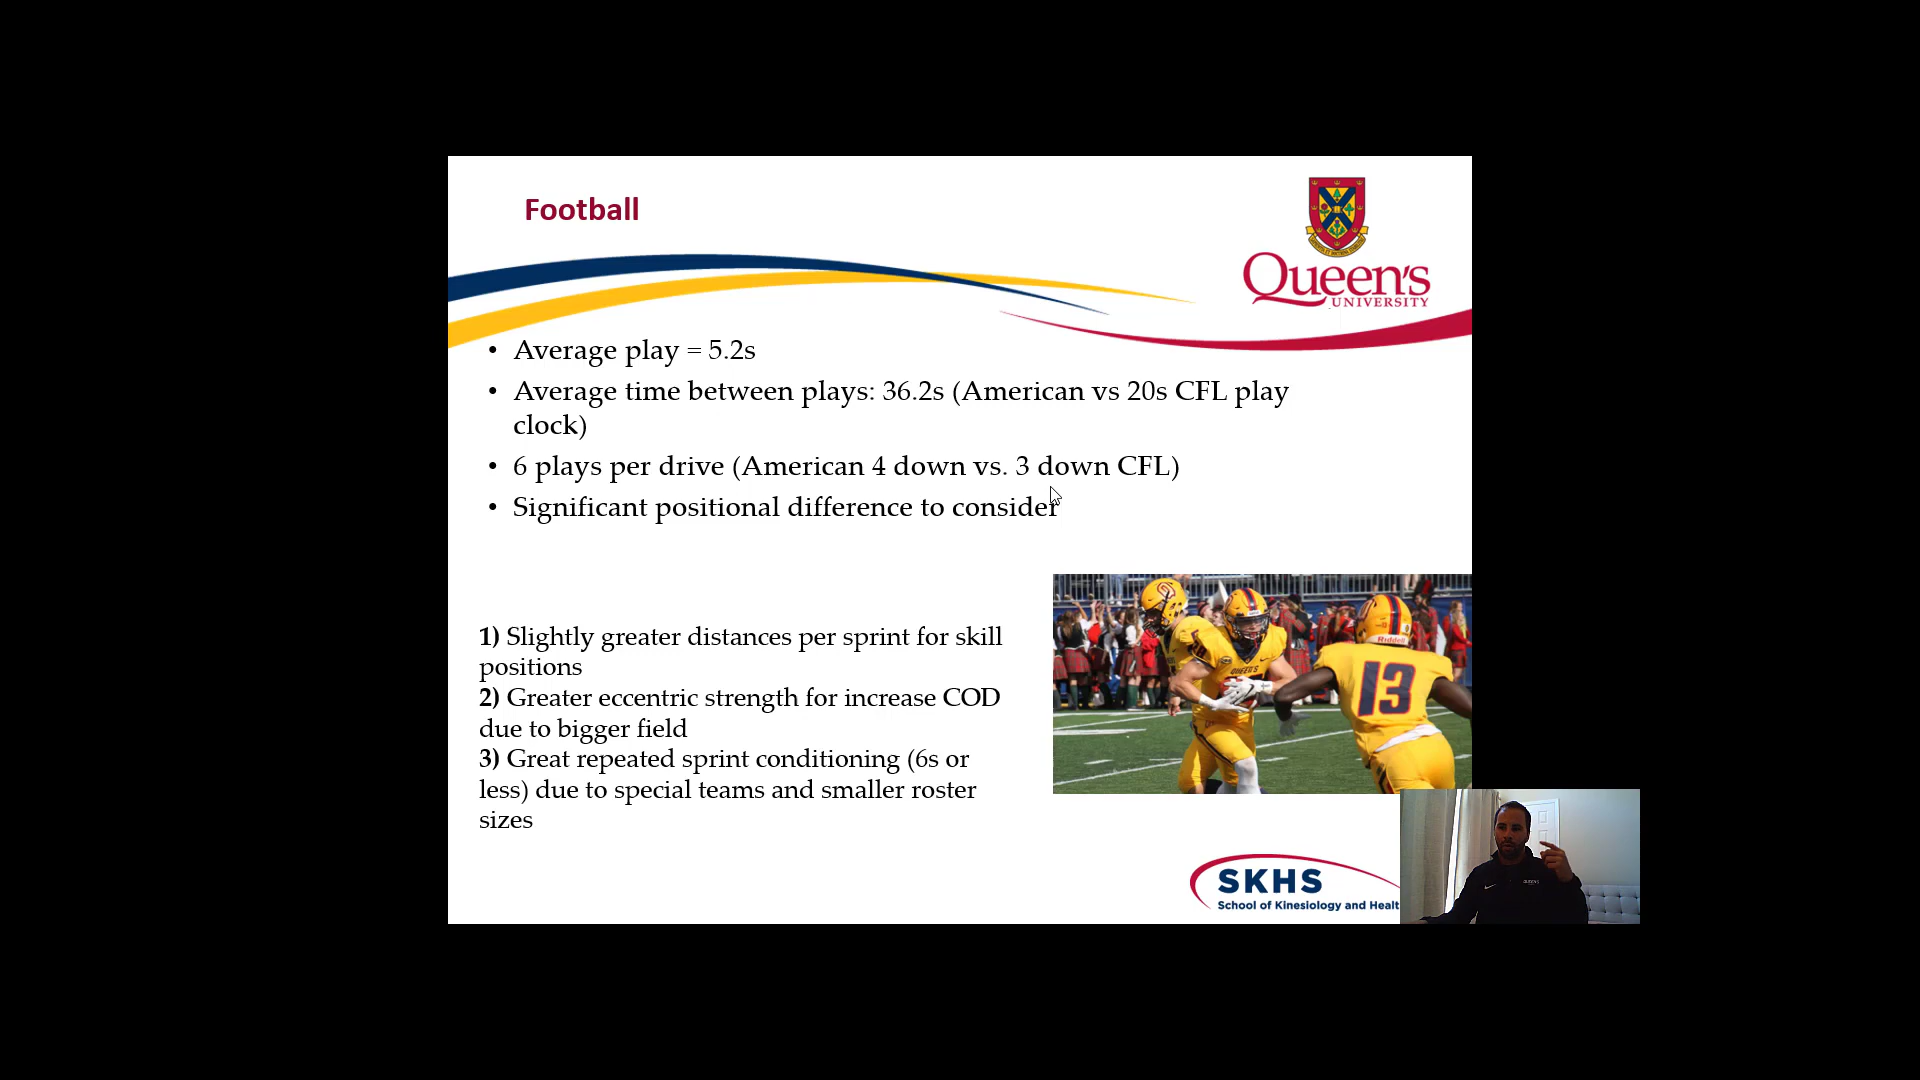 Football
Queen's
UNIVERSITY
• Average play = 5.2s
• Average time between plays: 36.2s (American vs 20s CFL play
clock)
• 6 plays per drive (American 4 down vs. 3 down CFL)
• Significant positional difference to consider
1) Slightly greater distances per sprint for skill
positions
2) Greater eccentric strength for increase COD
due to bigger field
3) Great repeated sprint conditioning (6s or
less) due to special teams and smaller roster
sizes
Riddell
QUEEN'S
13
SKHS
School of Kinesiology and Healt